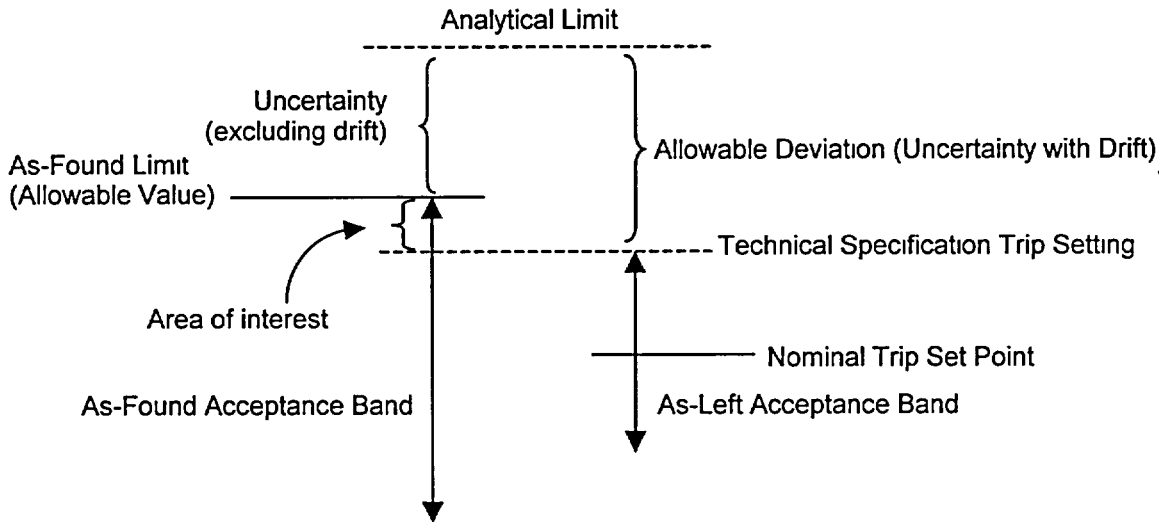 Analytical Limit
Uncertainty
(excluding drift)
As-Found Limit
(Allowable Value)
Allowable Deviation (Uncertainty with Drift)
Technical Specification Trip Setting
Area of interest
Nominal Trip Set Point
As-Found Acceptance Band
As-Left Acceptance Band